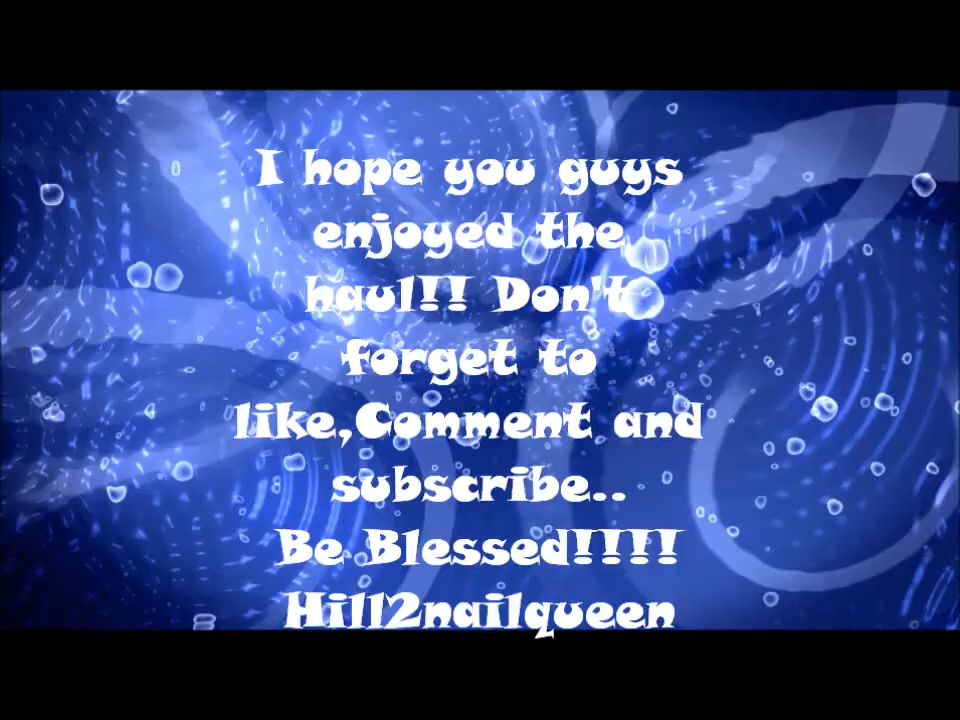 I hope you guys
enjoyed the
haul!! Don't
forget to
like,Comment and
subscribe..
Be Blessed!!!!
Hill2nailqueen